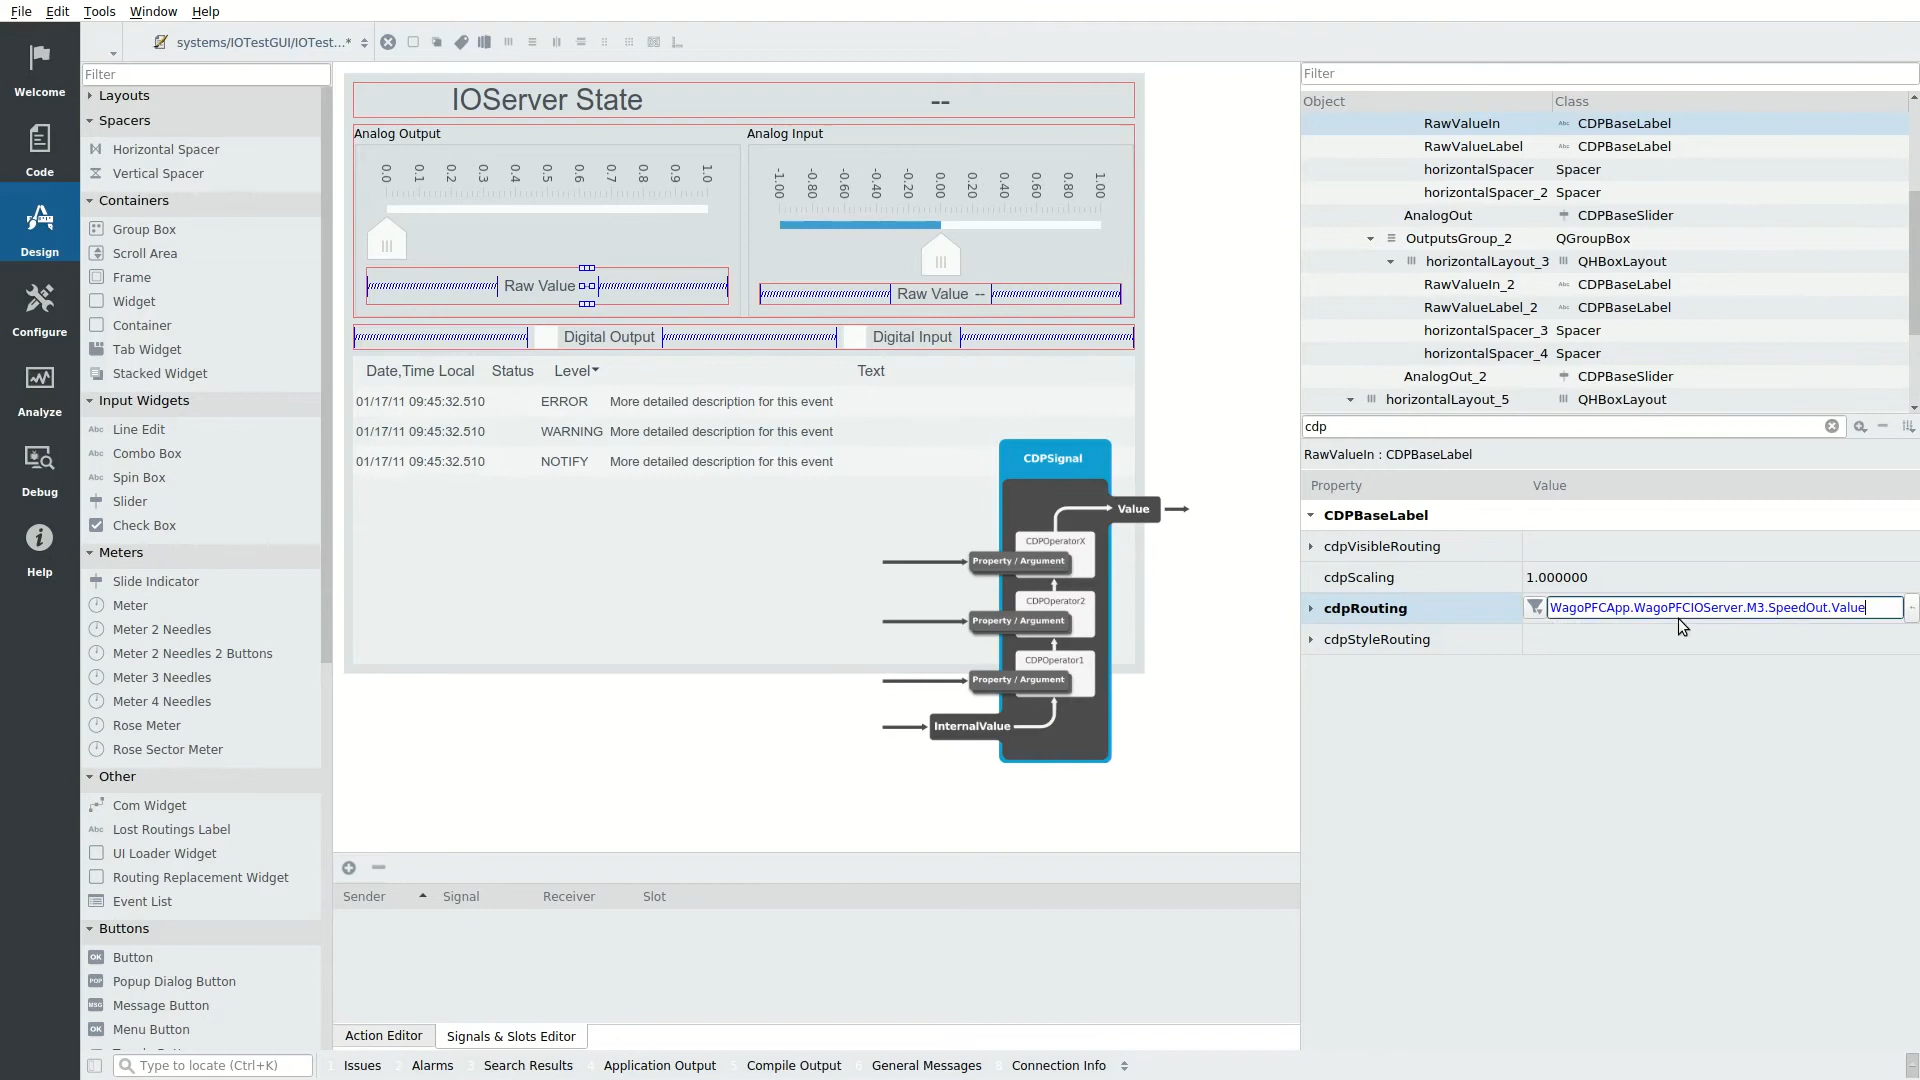 File Edit Tools Window Help
systems/IOTestGUI/IOTest...*
Welcome
Code
Design
Configure
Analyze
Debug
Help
Filter
Layouts
Spacers
Horizontal Spacer
Vertical Spacer
Containers
Group Box
Scroll Area
Frame
Widget
Container
Tab Widget
Stacked Widget
Input Widgets
Line Edit
Combo Box
Spin Box
Slider
Check Box
Meters
Slide Indicator
Meter
Meter 2 Needles
Meter 2 Needles 2 Buttons
Meter 3 Needles
Meter 4 Needles
Rose Meter
Rose Sector Meter
Other
Com Widget
Lost Routings Label
UI Loader Widget
Routing Replacement Widget
Event List
Buttons
Button
Popup Dialog Button
Message Button
Menu Button
IOServer State --
Analog Output
0.0 0.1 0.2 0.3 0.4 0.5 0.6 0.7 0.8 0.9 1.0
Raw Value
Analog Input
-1.00 -0.80 -0.60 -0.40 -0.20 0.00 0.20 0.40 0.60 0.80 1.00
Raw Value --
Digital Output Digital Input
Date,Time Local Status Level Text
01/17/11 09:45:32.510 ERROR More detailed description for this event
01/17/11 09:45:32.510 WARNING More detailed description for this event
01/17/11 09:45:32.510 NOTIFY More detailed description for this event
CDPSignal
Value
CDPOperatorX
Property / Argument
CDPOperator2
Property / Argument
CDPOperator1
Property / Argument
InternalValue
Sender Signal Receiver Slot
Action Editor Signals & Slots Editor
Filter
Object Class
RawValueIn Abc CDPBaseLabel
RawValueLabel Abc CDPBaseLabel
horizontalSpacer Spacer
horizontalSpacer_2 Spacer
AnalogOut CDPBaseSlider
OutputsGroup_2 QGroupBox
horizontalLayout_3 QHBoxLayout
RawValueIn_2 Abc CDPBaseLabel
RawValueLabel_2 Abc CDPBaseLabel
horizontalSpacer_3 Spacer
horizontalSpacer_4 Spacer
AnalogOut_2 CDPBaseSlider
horizontalLayout_5 QHBoxLayout
cdp
RawValueIn : CDPBaseLabel
Property Value
CDPBaseLabel
cdpVisibleRouting
cdpScaling 1.000000
cdpRouting WagoPFCApp.WagoPFCIOServer.M3.SpeedOut.Value
cdpStyleRouting
Type to locate (Ctrl+K) 1 Issues 2 Alarms 3 Search Results 4 Application Output 5 Compile Output 6 General Messages 8 Connection Info